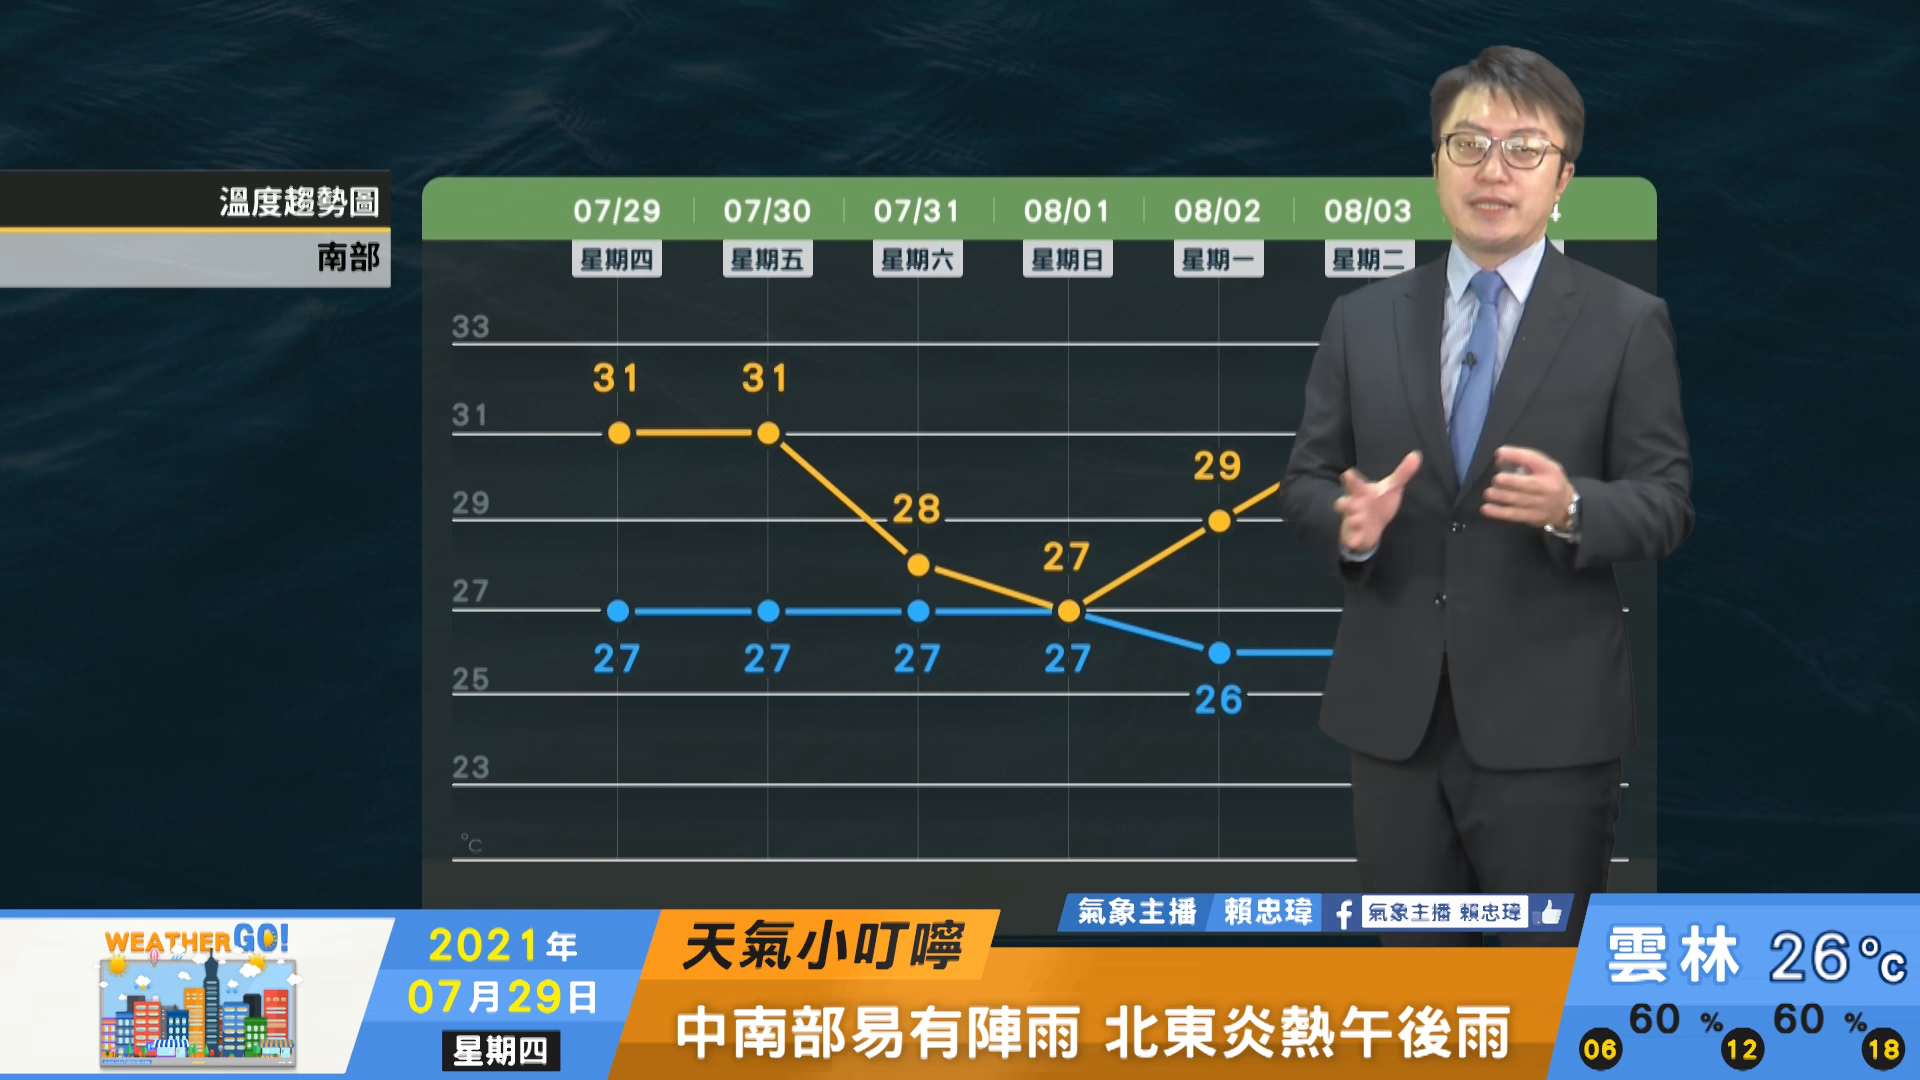 溫度趨勢圖
南部
07/29 07/30 07/31 08/01 08/02 08/03
星期四 星期五 星期六 星期日 星期一 星期二
33
31 31
31
29
28
29
27
27
27 27 27 27
25
26
23
°C
氣象主播 賴忠瑋 f 氣象主播 賴忠瑋
WEATHER GO!
2021年
07月29日
星期四
天氣小叮嚀
中南部易有陣雨 北東炎熱午後雨
雲林 26°C
60 % 60 %
06 12 18